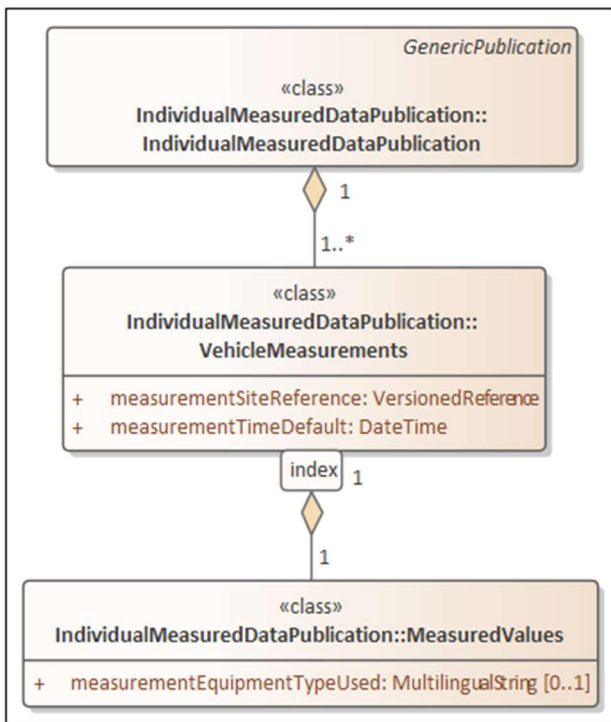 GenericPublication
«class»
IndividualMeasuredDataPublication::
IndividualMeasuredDataPublication
1
1..*
«class»
IndividualMeasuredDataPublication::
VehicleMeasurements
+ measurementSiteReference: VersionedReference
+ measurementTimeDefault: DateTime
index
1
1
«class»
IndividualMeasuredDataPublication::MeasuredValues
+ measurementEquipmentTypeUsed: MultilingualString [0..1]